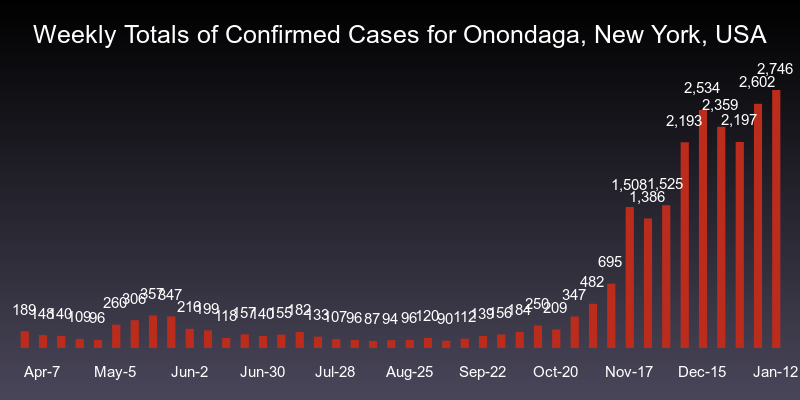 Weekly Totals of Confirmed Cases for Onondaga, New York, USA
189 148 140 109 96 260 306 357 347 216 199 118 157 140 155 182 133 107 96 87 94 96 120 90 112 139 156 184 250 209 347 482 695 1,508 1,386 1,525 2,193 2,534 2,359 2,197 2,602 2,746
Apr-7 May-5 Jun-2 Jun-30 Jul-28 Aug-25 Sep-22 Oct-20 Nov-17 Dec-15 Jan-12